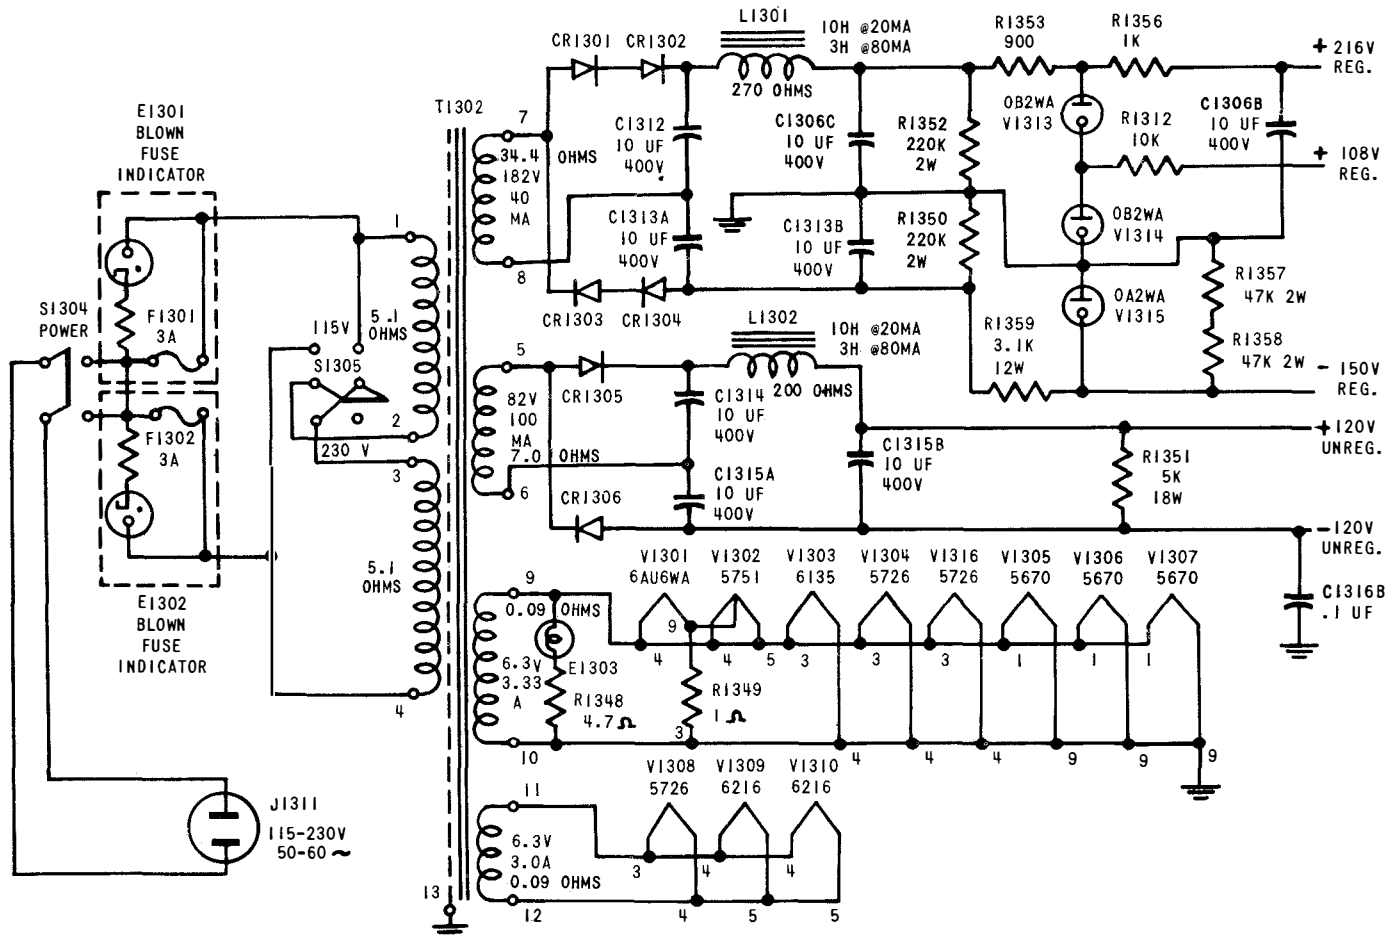 L1301
10H @20MA
3H @80MA
R1353
900
R1356
1K
+ 216V
REG.
CR1301 CR1302
270 OHMS
E1301
BLOWN
FUSE
INDICATOR
T1302
7
34.4 OHMS
182V
40
MA
8
C1312
10 UF
400V
C1306C
10 UF
400V
R1352
220K
2W
0B2WA
V1313
R1312
10K
C1306B
10 UF
400V
+ 108V
REG.
C1313A
10 UF
400V
C1313B
10 UF
400V
R1350
220K
2W
0B2WA
V1314
CR1303 CR1304
0A2WA
V1315
R1357
47K 2W
R1358
47K 2W
R1359
3.1K
12W
- 150V
REG.
S1304
POWER
F1301
3A
F1302
3A
1
5.1
OHMS
115V
S1305
2
230 V
3
5.1
OHMS
4
E1302
BLOWN
FUSE
INDICATOR
5
82V
100
MA
7.0 OHMS
6
CR1305
L1302
10H @20MA
3H @80MA
200 OHMS
C1314
10 UF
400V
C1315A
10 UF
400V
CR1306
C1315B
10 UF
400V
R1351
5K
18W
+120V
UNREG.
-120V
UNREG.
C1316B
.1 UF
V1301
6AU6WA
V1302
5751
V1303
6135
V1304
5726
V1316
5726
V1305
5670
V1306
5670
V1307
5670
9
0.09 OHMS
6.3V
3.33
A
10
E1303
R1348
4.7Ω
9
4
4
5
3
3
3
1
1
1
R1349
1 Ω
3
4
4
4
9
9
9
V1308
5726
V1309
6216
V1310
6216
11
6.3V
3.0A
0.09 OHMS
12
3
4
4
4
5
5
J1311
115-230V
50-60 ~
13